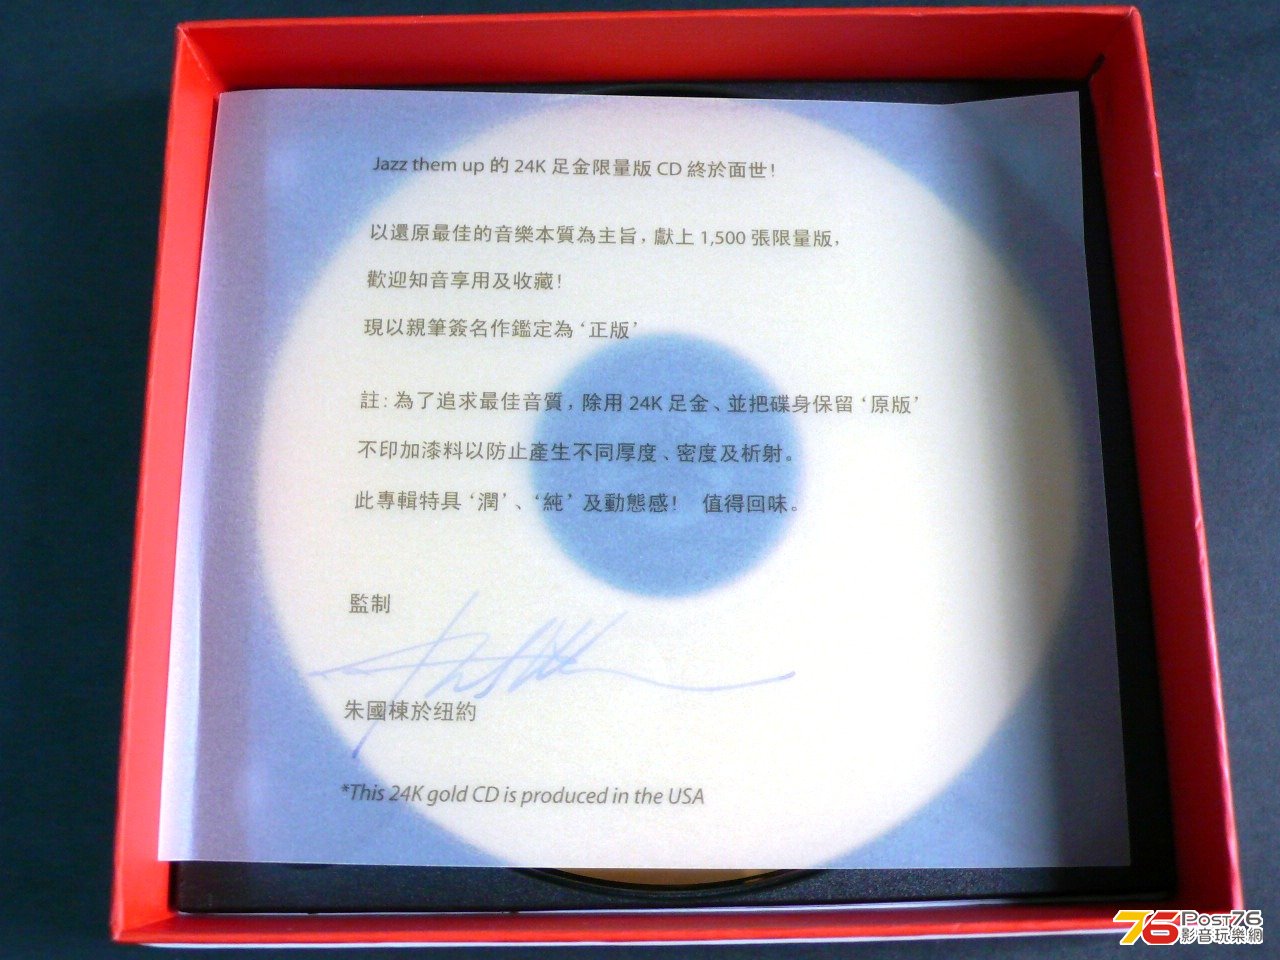 Jazz them up 的 24K 足金限量版 CD 終於面世！
以還原最佳的音樂本質為主旨，獻上 1,500 張限量版，
歡迎知音享用及收藏！
現以親筆簽名作鑑定為‘正版’
註：為了追求最佳音質，除用 24K 足金、並把碟身保留‘原版’
不印加漆料以防止產生不同厚度、密度及析射。
此專輯特具‘潤’、‘純’及動態感！ 值得回味。
監制
朱國棟於纽約
*This 24K gold CD is produced in the USA
76 Post76
影音玩樂網